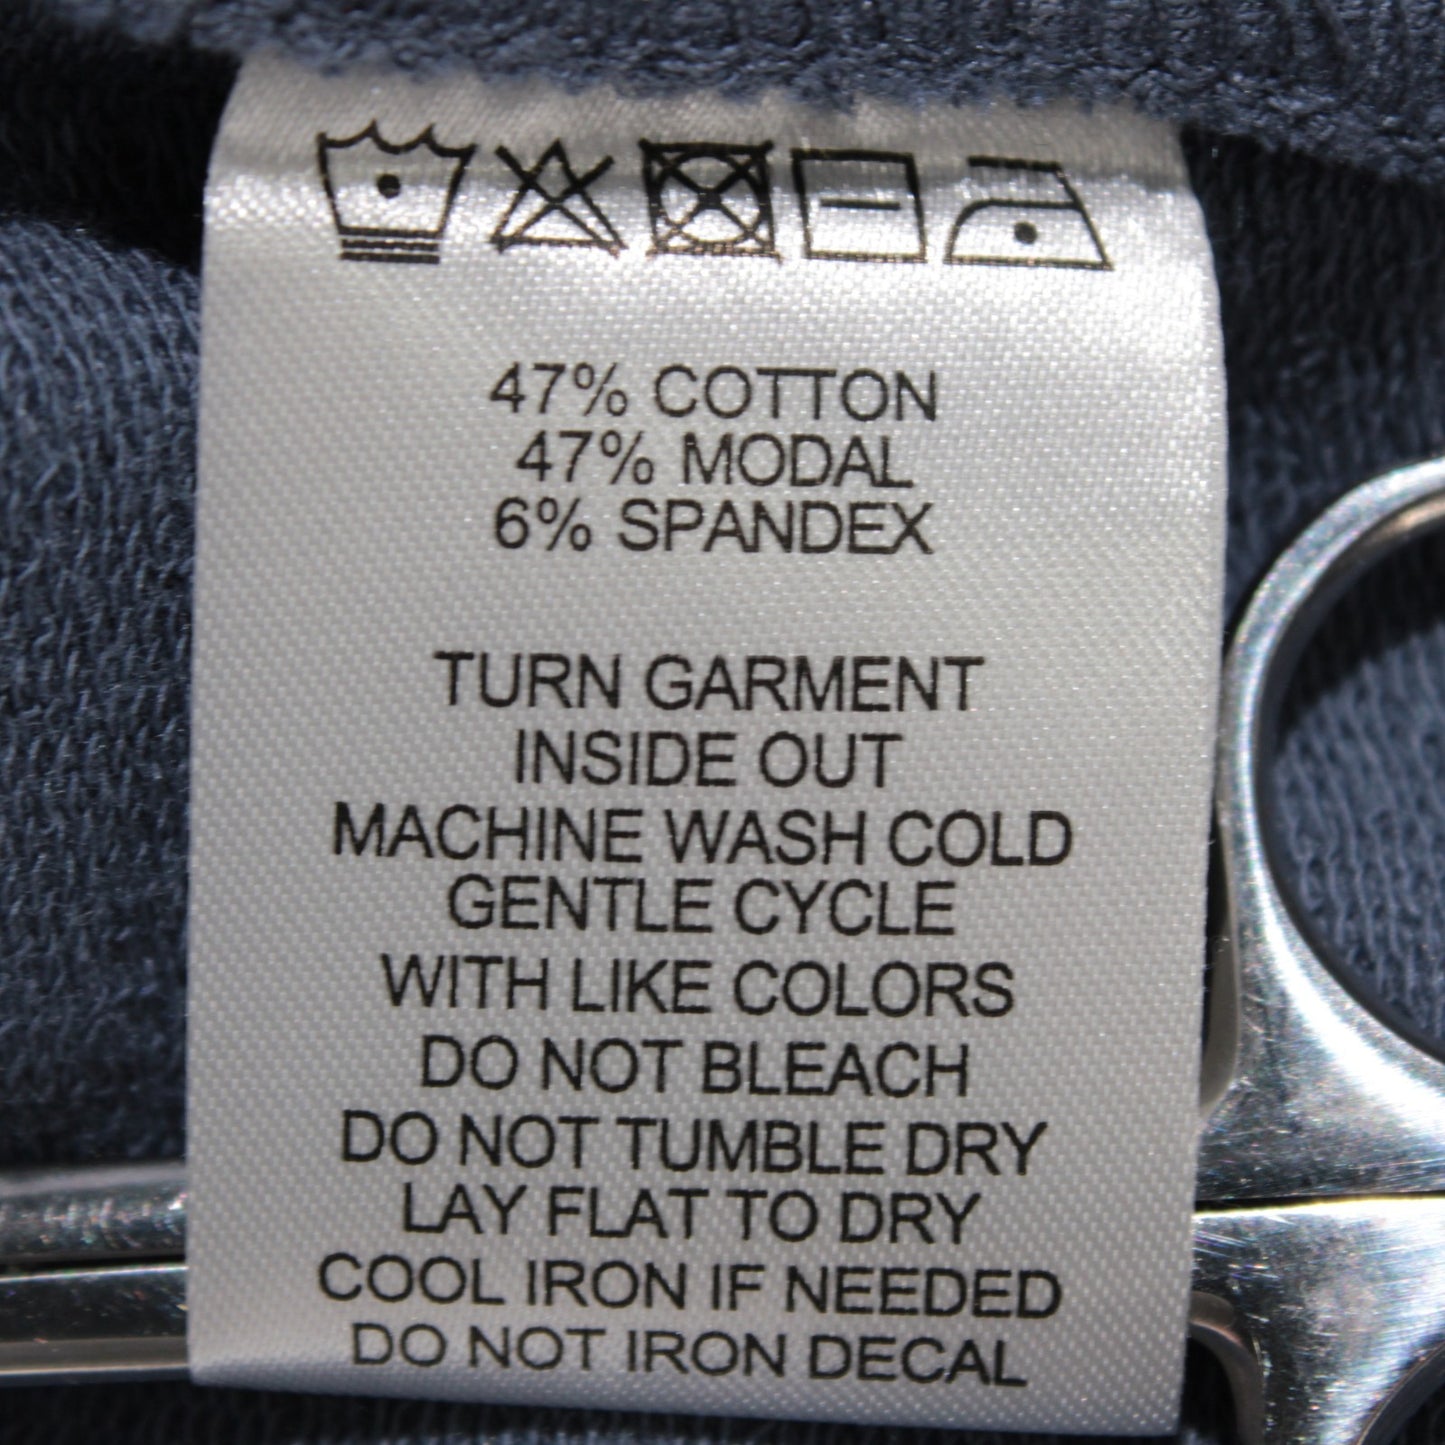 47% COTTON
47% MODAL
6% SPANDEX
TURN GARMENT
INSIDE OUT
MACHINE WASH COLD
GENTLE CYCLE
WITH LIKE COLORS
DO NOT BLEACH
DO NOT TUMBLE DRY
LAY FLAT TO DRY
COOL IRON IF NEEDED
DO NOT IRON DECAL